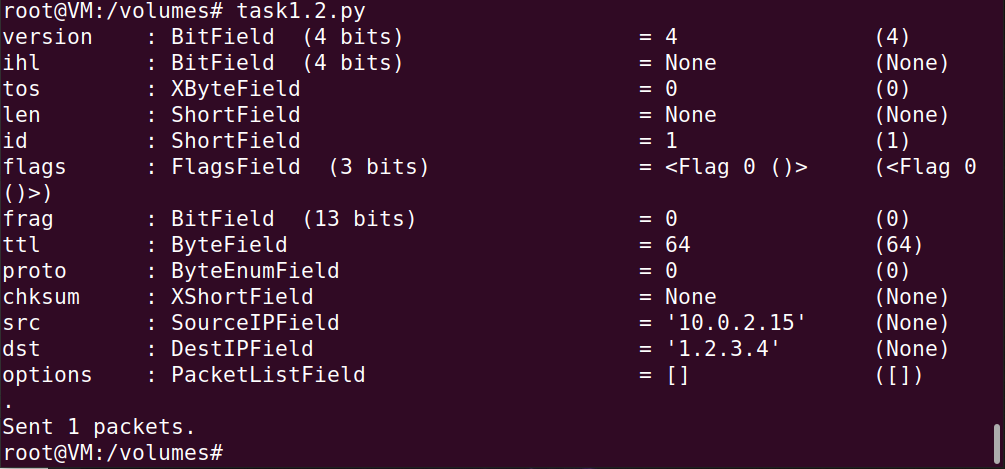 root@VM:/volumes# task1.2.py
version    : BitField  (4 bits)                  = 4               (4)
ihl        : BitField  (4 bits)                  = None            (None)
tos        : XByteField                          = 0               (0)
len        : ShortField                          = None            (None)
id         : ShortField                          = 1               (1)
flags      : FlagsField  (3 bits)                = <Flag 0 ()>     (<Flag 0
()>)
frag       : BitField  (13 bits)                 = 0               (0)
ttl        : ByteField                           = 64              (64)
proto      : ByteEnumField                       = 0               (0)
chksum     : XShortField                         = None            (None)
src        : SourceIPField                       = '10.0.2.15'     (None)
dst        : DestIPField                         = '1.2.3.4'       (None)
options    : PacketListField                     = []              ([])
.
Sent 1 packets.
root@VM:/volumes#